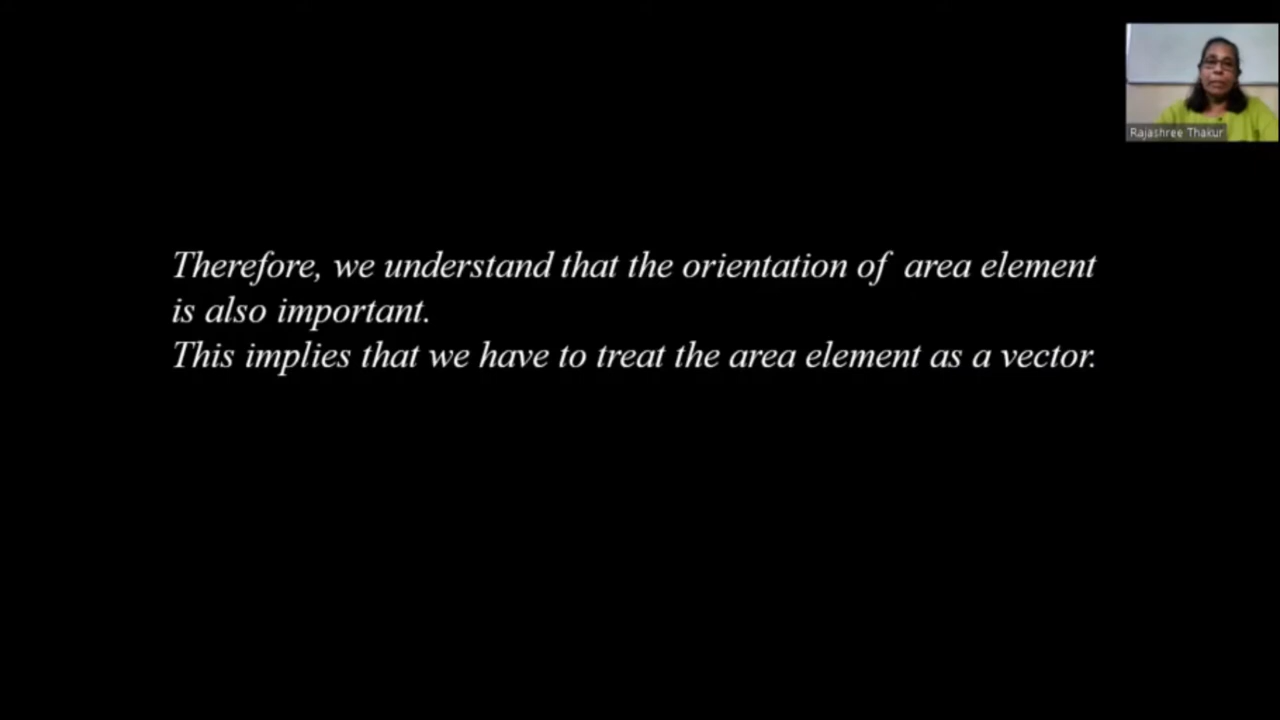 Rajashree Thakur
Therefore, we understand that the orientation of area element
is also important.
This implies that we have to treat the area element as a vector.